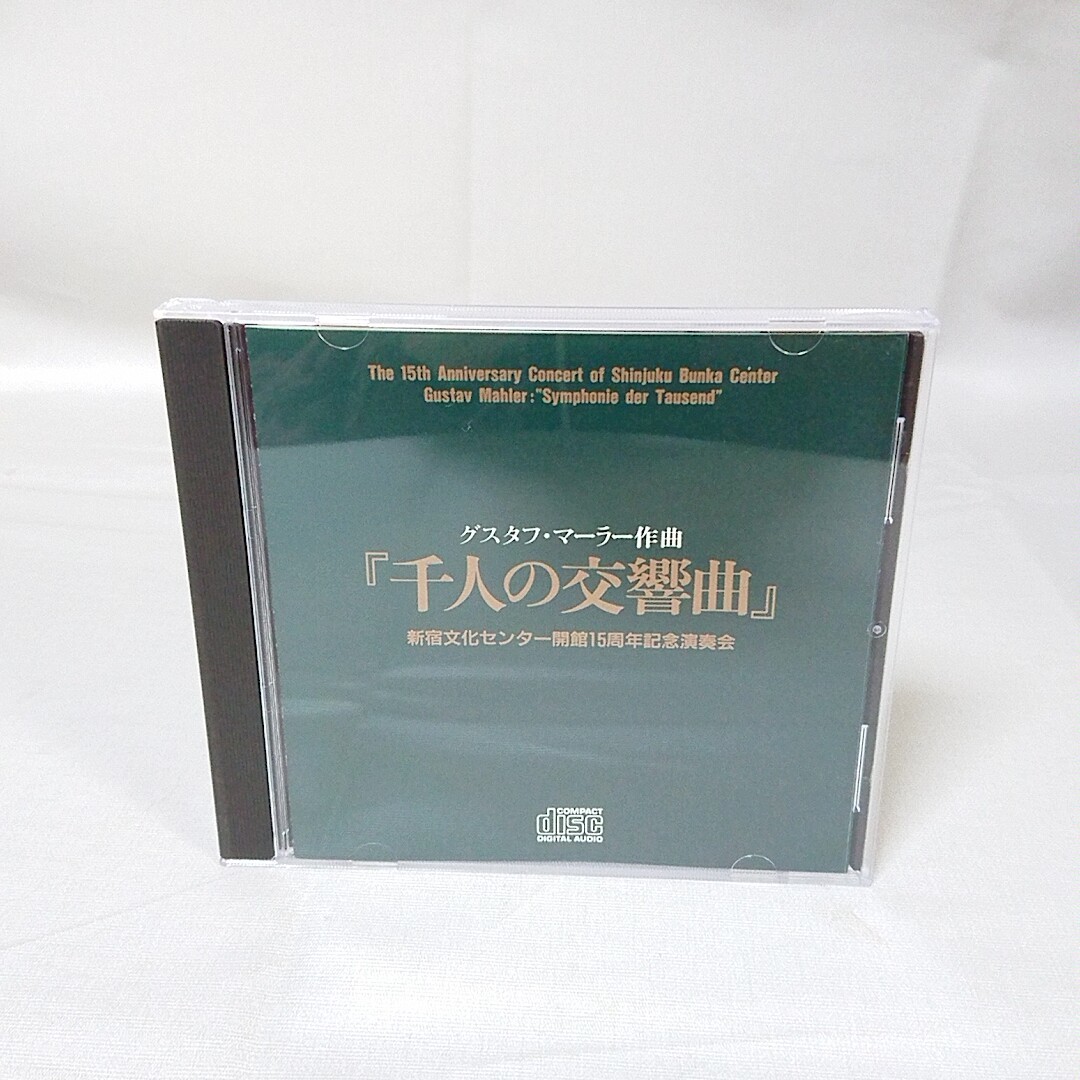 The 15th Anniversary Concert of Shinjuku Bunka Center
Gustav Mahler:"Symphonie der Tausend"
グスタフ・マーラー作曲
『千人の交響曲』
新宿文化センター開館15周年記念演奏会
COMPACT
disc
DIGITAL AUDIO